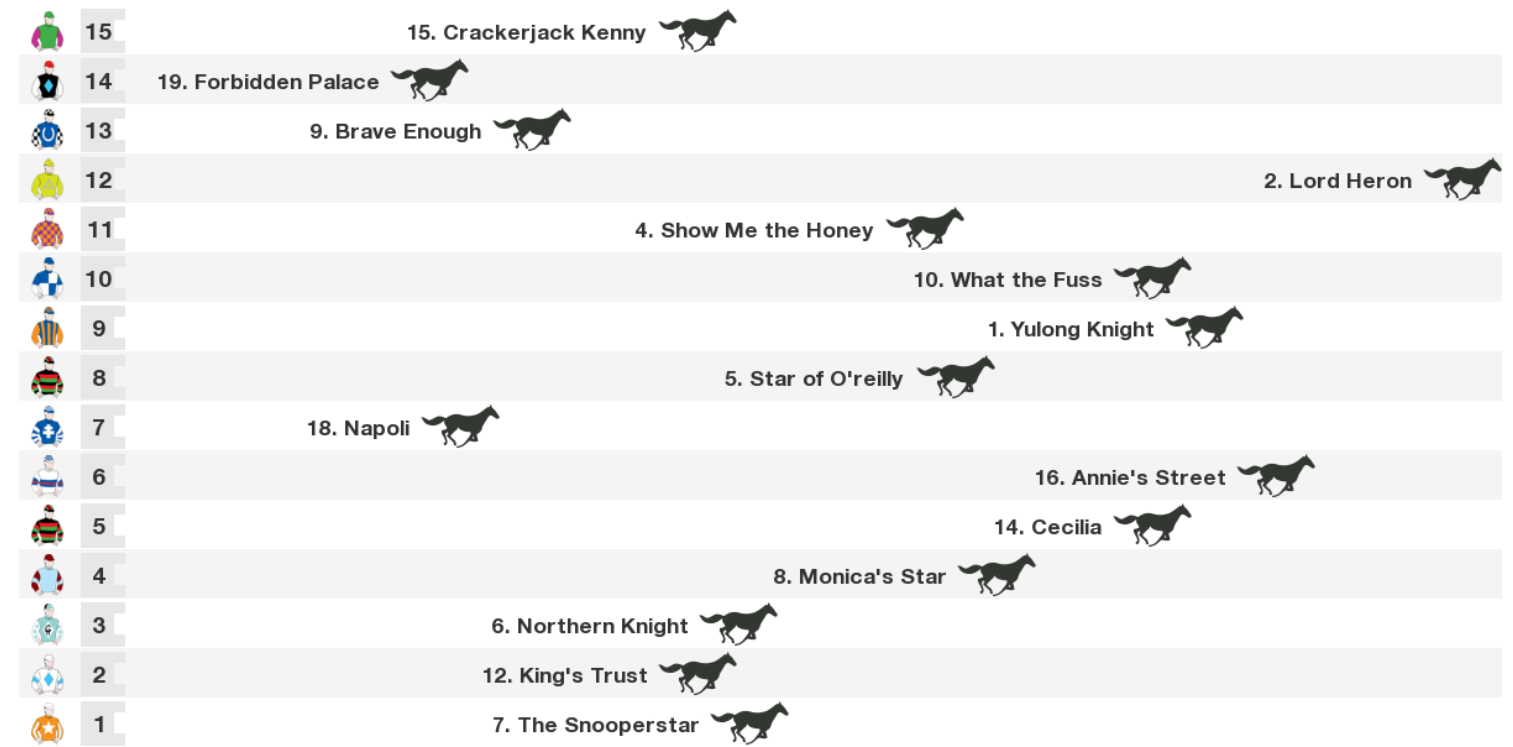 15 15. Crackerjack Kenny
14 19. Forbidden Palace
13 9. Brave Enough
12 2. Lord Heron
11 4. Show Me the Honey
10 10. What the Fuss
9 1. Yulong Knight
8 5. Star of O'reilly
7 18. Napoli
6 16. Annie's Street
5 14. Cecilia
4 8. Monica's Star
3 6. Northern Knight
2 12. King's Trust
1 7. The Snooperstar